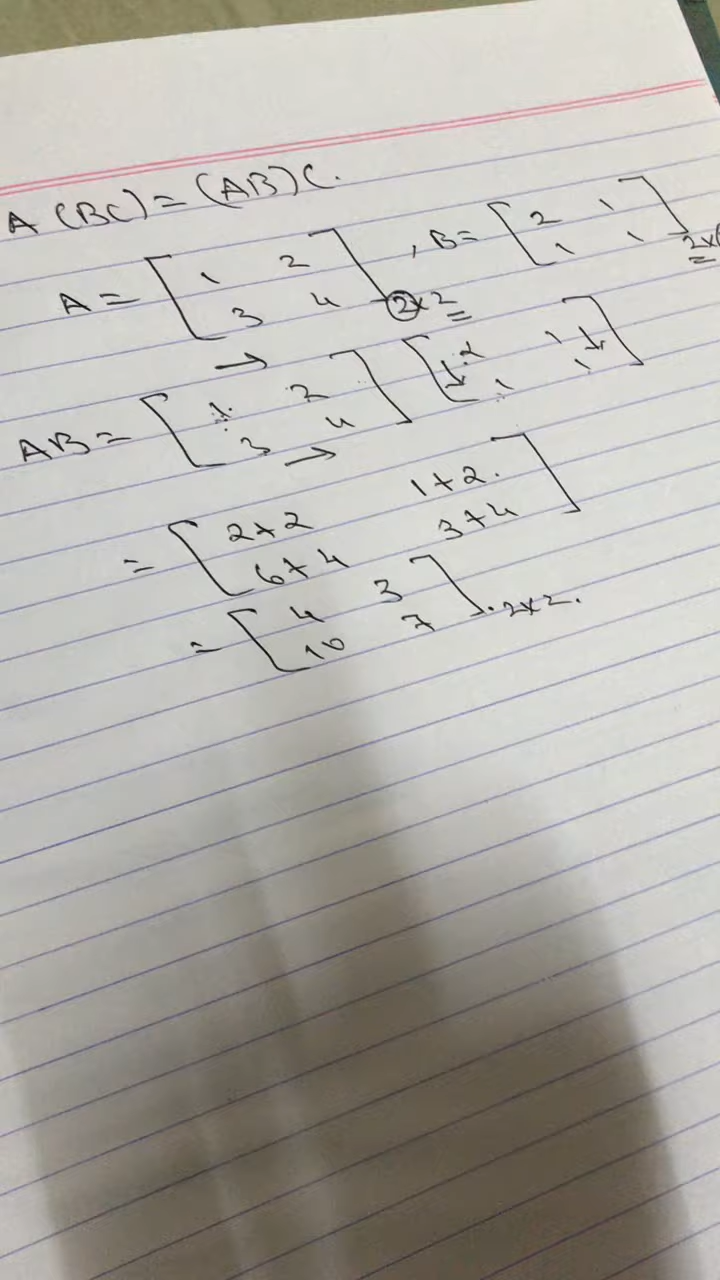 A (BC) = (AB) C.
A = [ 1 2 , B = [ 2 1
3 4 ] 2x2 1 1 ] 2x
AB = [ 1 2 [ 2 1
3 4 ] 1 1 ]
= [ 2+2 1+2.
6+4 3+4 ]
= [ 4 3
10 7 ] . 2x2.